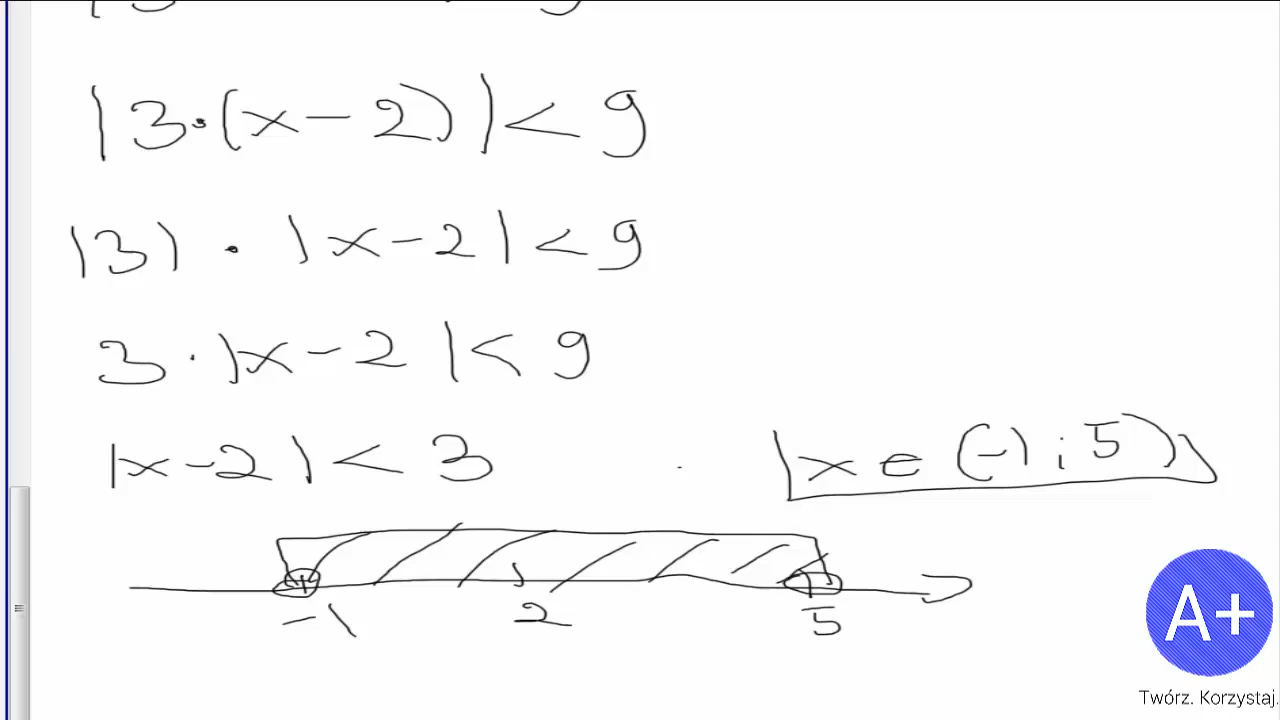 |3·(x-2)|<9
|3|·|x-2|<9
3·|x-2|<9
|x-2|<3
x∈(-1;5)
-1 2 5
A+
Twórz. Korzystaj.